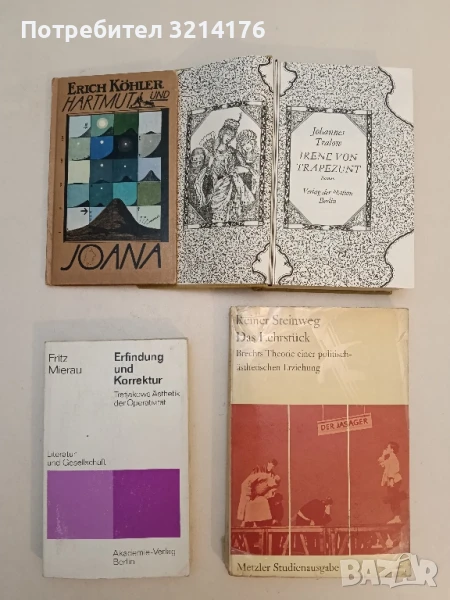 Потребител 3214176
ERICH KÖHLER
HARTMUT UND
JOANA
Johannes
Tralow
IRENE VON
TRAPEZUNT
Roman
Verlag der Nation
Berlin
Fritz
Mierau
Erfindung
und
Korrektur
Tretjakows Ästhetik
der Operativität
Literatur
und Gesellschaft
Akademie-Verlag
Berlin
Reiner Steinweg
Das Lehrstück
Brechts Theorie einer politisch-
ästhetischen Erziehung
DER JASAGER
Metzler Studienausgabe
BAZAR